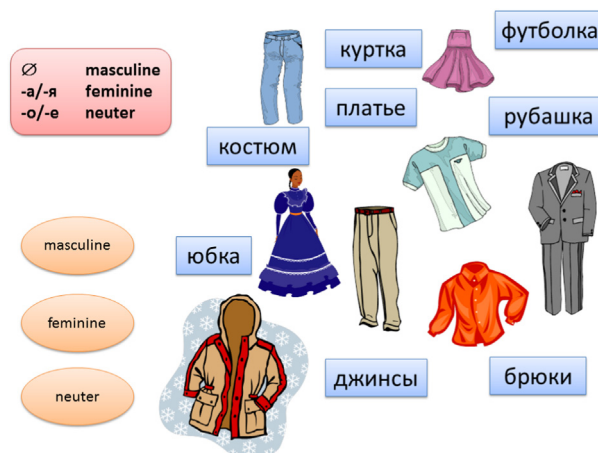 ∅ masculine
-а/-я feminine
-о/-е neuter
куртка
футболка
платье
рубашка
костюм
юбка
masculine
feminine
neuter
джинсы
брюки